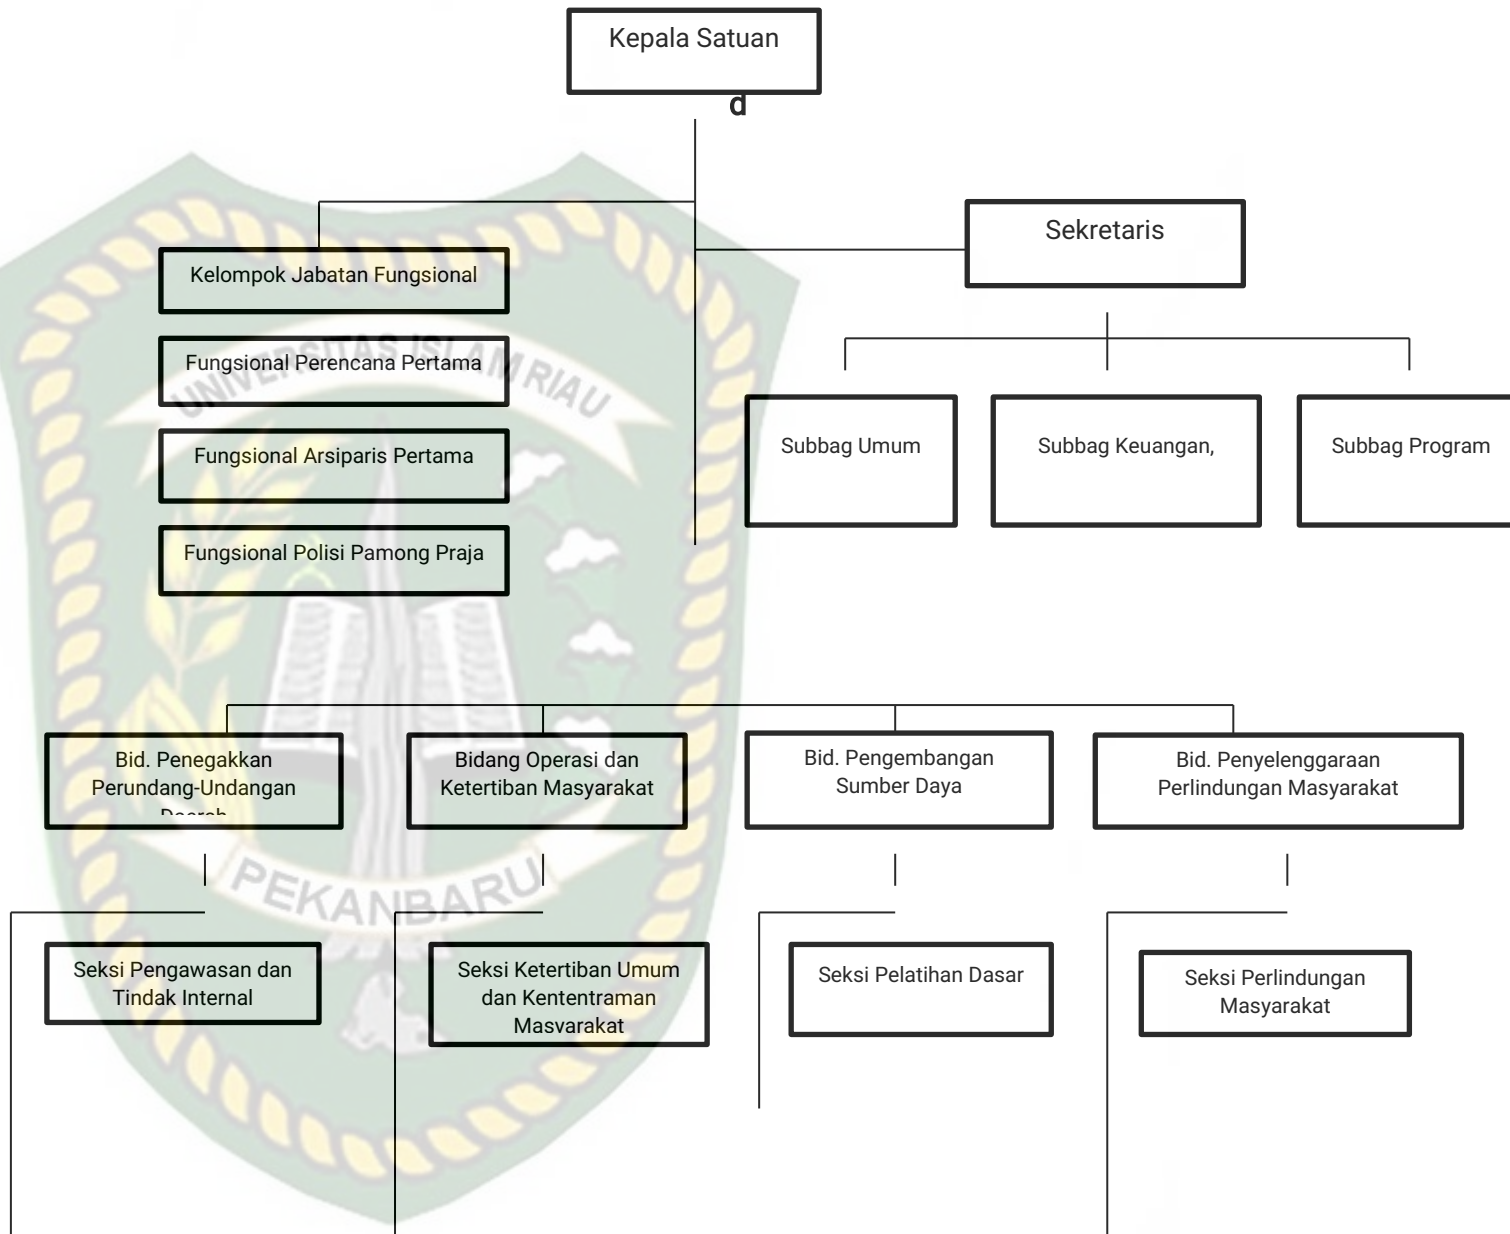 Kepala Satuan
d
Sekretaris
Kelompok Jabatan Fungsional
Fungsional Perencana Pertama
Fungsional Arsiparis Pertama
Fungsional Polisi Pamong Praja
UNIVERSITAS ISLAM RIAU
Subbag Umum
Subbag Keuangan,
Subbag Program
Bid. Penegakkan
Perundang-Undangan
Daerah
Bidang Operasi dan
Ketertiban Masyarakat
Bid. Pengembangan
Sumber Daya
Bid. Penyelenggaraan
Perlindungan Masyarakat
PEKANBARU
Seksi Pengawasan dan
Tindak Internal
Seksi Ketertiban Umum
dan Kententraman
Masyarakat
Seksi Pelatihan Dasar
Seksi Perlindungan
Masyarakat